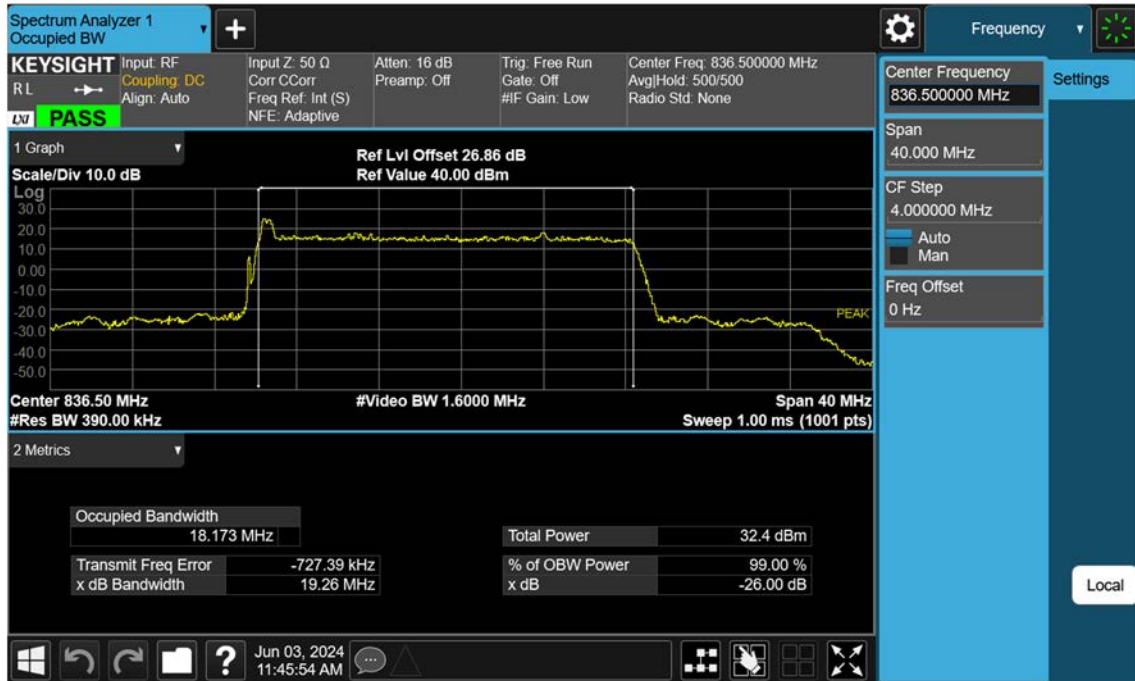 Spectrum Analyzer 1
Occupied BW
+
Frequency
KEYSIGHT
R L
LXI PASS
Input: RF
Coupling: DC
Align: Auto
Input Z: 50 Ω
Corr CCorr
Freq Ref: Int (S)
NFE: Adaptive
Atten: 16 dB
Preamp: Off
Trig: Free Run
Gate: Off
#IF Gain: Low
Center Freq: 836.500000 MHz
Avg|Hold: 500/500
Radio Std: None
Center Frequency
836.500000 MHz
Settings
Span
40.000 MHz
CF Step
4.000000 MHz
Auto
Man
Freq Offset
0 Hz
1 Graph
Scale/Div 10.0 dB
Ref Lvl Offset 26.86 dB
Ref Value 40.00 dBm
Log
30.0
20.0
10.0
0.00
-10.0
-20.0
-30.0
-40.0
-50.0
PEAK
Center 836.50 MHz
#Video BW 1.6000 MHz
Span 40 MHz
#Res BW 390.00 kHz
Sweep 1.00 ms (1001 pts)
2 Metrics
Occupied Bandwidth
18.173 MHz
Total Power 32.4 dBm
Transmit Freq Error -727.39 kHz
% of OBW Power 99.00 %
x dB Bandwidth 19.26 MHz
x dB -26.00 dB
Local
?
Jun 03, 2024
11:45:54 AM